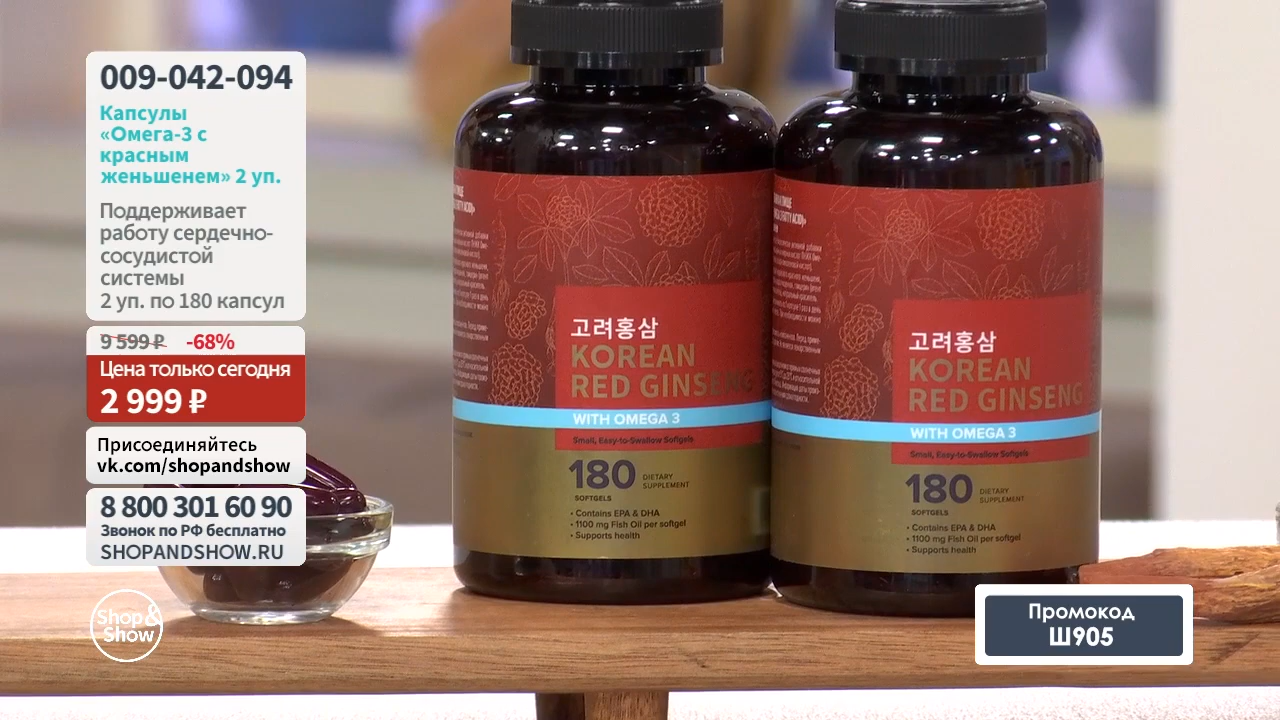 009-042-094
Капсулы
«Омега-3 с
красным
женьшенем» 2 уп.
Поддерживает
работу сердечно-
сосудистой
системы
2 уп. по 180 капсул
9 599 ₽ -68%
Цена только сегодня
2 999 ₽
Присоединяйтесь
vk.com/shopandshow
8 800 301 60 90
Звонок по РФ бесплатно
SHOPANDSHOW.RU
Shop&
Show
고려홍삼
KOREAN
RED GINSENG
WITH OMEGA 3
Small, Easy-to-Swallow Softgels
180
SOFTGELS
DIETARY
SUPPLEMENT
• Contains EPA & DHA
• 1100 mg Fish Oil per softgel
• Supports health
고려홍삼
KOREAN
RED GINSENG
WITH OMEGA 3
Small, Easy-to-Swallow Softgels
180
SOFTGELS
DIETARY
SUPPLEMENT
• Contains EPA & DHA
• 1100 mg Fish Oil per softgel
• Supports health
Промокод
Ш905